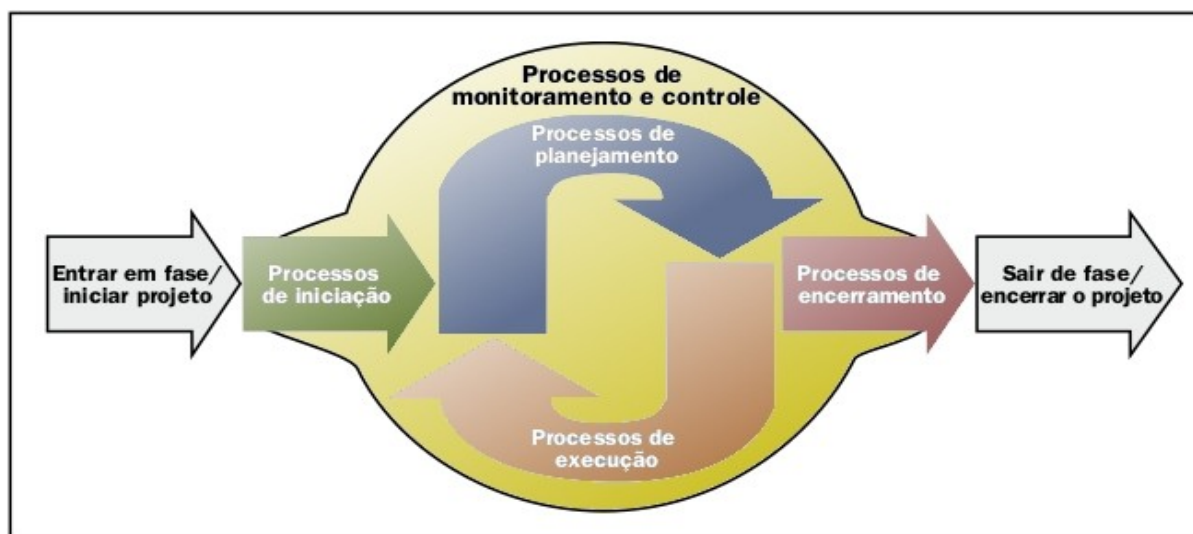 Processos de
monitoramento e controle
Processos de
planejamento
Entrar em fase/
iniciar projeto
Processos
de iniciação
Processos de
encerramento
Sair de fase/
encerrar o projeto
Processos de
execução